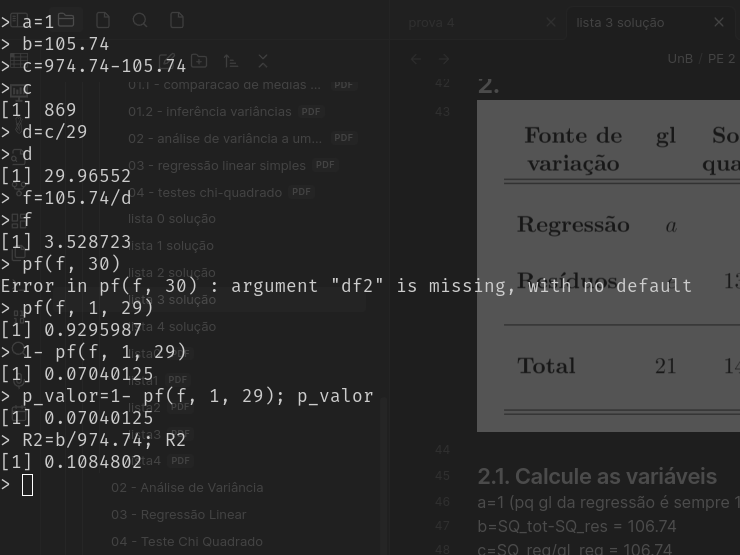 > a=1
> b=105.74
> c=974.74-105.74
> c
[1] 869
> d=c/29
> d
[1] 29.96552
> f=105.74/d
> f
[1] 3.528723
> pf(f, 30)
Error in pf(f, 30) : argument "df2" is missing, with no default
> pf(f, 1, 29)
[1] 0.9295987
> 1- pf(f, 1, 29)
[1] 0.07040125
> p_valor=1- pf(f, 1, 29); p_valor
[1] 0.07040125
> R2=b/974.74; R2
[1] 0.1084802
>
01.1 - comparacao de medias ... PDF
01.2 - inferência variâncias PDF
02 - análise de variância a um... PDF
03 - regressão linear simples PDF
04 - testes chi-quadrado PDF
lista 0 solução
lista 1 solução
lista 2 solução
lista 3 solução
lista 4 solução
lista1 PDF
lista2 PDF
lista3 PDF
lista4 PDF
02 - Análise de Variância
03 - Regressão Linear
04 - Teste Chi Quadrado
prova 4
lista 3 solução
UnB / PE 2
42
2.
43
Fonte de variação gl So
qua
Regressão a
Resíduos 13
Total 21 14
44
45 2.1. Calcule as variáveis
46 a=1 (pq gl da regressão é sempre 1
47 b=SQ_tot-SQ_res = 106.74
48 c=SQ_reg/gl_reg = 106.74